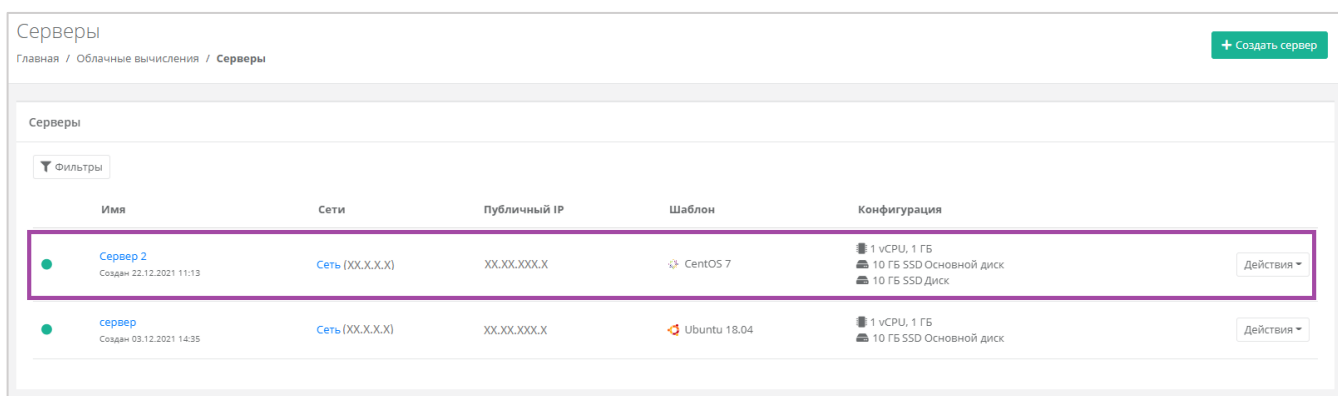 Серверы
Главная / Облачные вычисления / Серверы
+ Создать сервер
Серверы
Фильтры
Имя Сети Публичный IP Шаблон Конфигурация
Сервер 2
Создан 22.12.2021 11:13
Сеть (XX.X.X.X)
XX.XX.XXX.X
CentOS 7
1 vCPU, 1 ГБ
10 ГБ SSD Основной диск
10 ГБ SSD Диск
Действия
сервер
Создан 03.12.2021 14:35
Сеть (XX.X.X.X)
XX.XX.XXX.X
Ubuntu 18.04
1 vCPU, 1 ГБ
10 ГБ SSD Основной диск
Действия